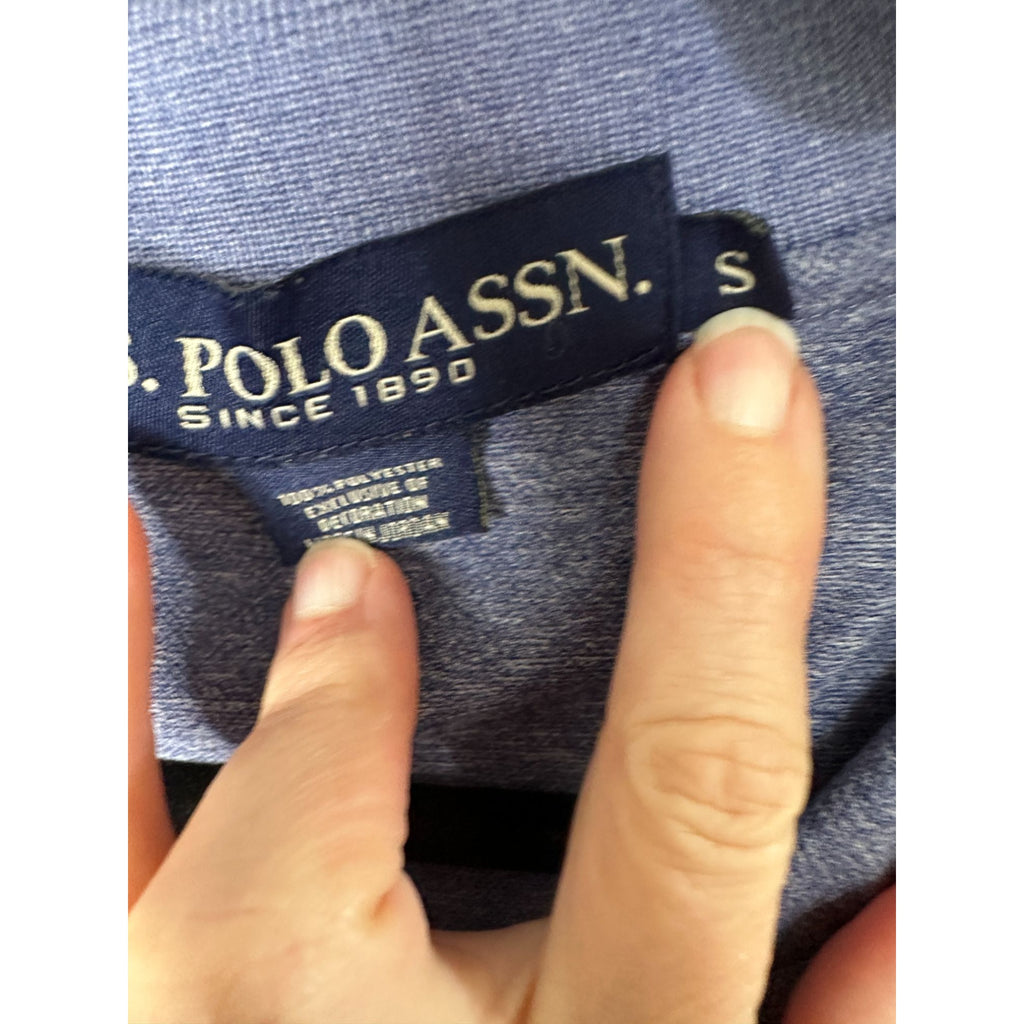 S. POLO ASSN.
S
SINCE 1890
100% POLYESTER
EXCLUSIVE OF
DECORATION